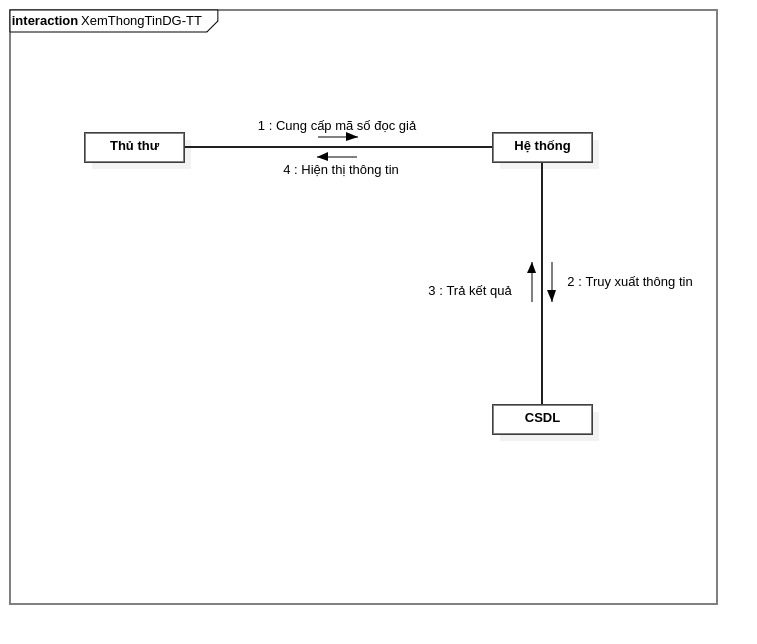 interaction XemThongTinDG-TT
1 : Cung cấp mã số đọc giả
Thủ thư
Hệ thống
4 : Hiện thị thông tin
3 : Trả kết quả
2 : Truy xuất thông tin
CSDL